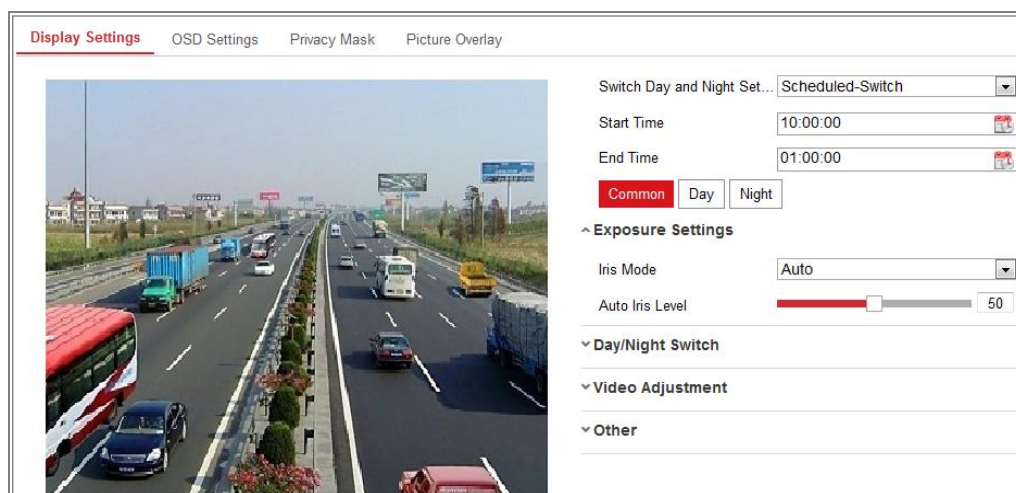 Display Settings OSD Settings Privacy Mask Picture Overlay
Switch Day and Night Set... Scheduled-Switch
Start Time 10:00:00
End Time 01:00:00
Common Day Night
Exposure Settings
Iris Mode Auto
Auto Iris Level 50
Day/Night Switch
Video Adjustment
Other